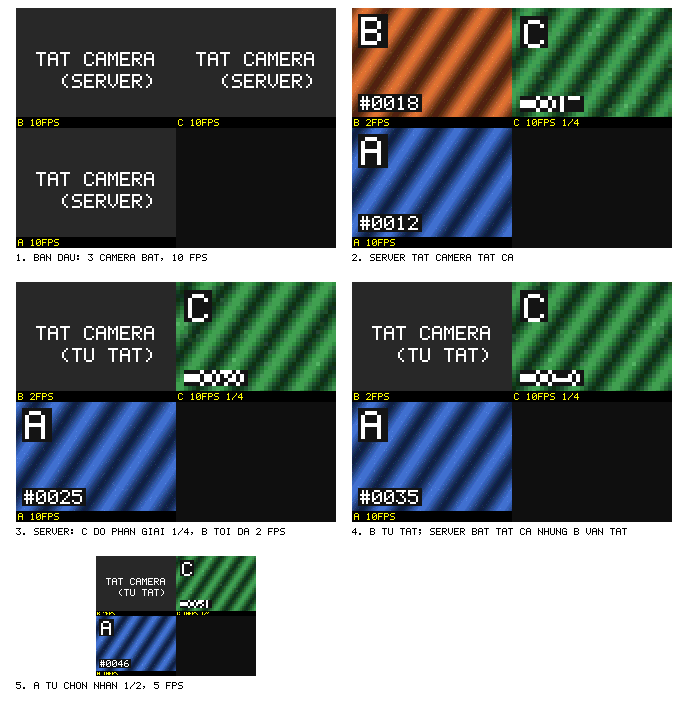 TAT CAMERA
(SERVER)
TAT CAMERA
(SERVER)
B 10FPS
C 10FPS
TAT CAMERA
(SERVER)
A 10FPS
1. BAN DAU: 3 CAMERA BAT, 10 FPS
B
#0018
B 2FPS
C
C 10FPS 1/4
A
#0012
A 10FPS
2. SERVER TAT CAMERA TAT CA
TAT CAMERA
(TU TAT)
B 2FPS
C
C 10FPS 1/4
A
#0025
A 10FPS
3. SERVER: C DO PHAN GIAI 1/4, B TOI DA 2 FPS
TAT CAMERA
(TU TAT)
B 2FPS
C
C 10FPS 1/4
A
#0035
A 10FPS
4. B TU TAT; SERVER BAT TAT CA NHUNG B VAN TAT
TAT CAMERA
(TU TAT)
C
A
#0046
5. A TU CHON NHAN 1/2, 5 FPS